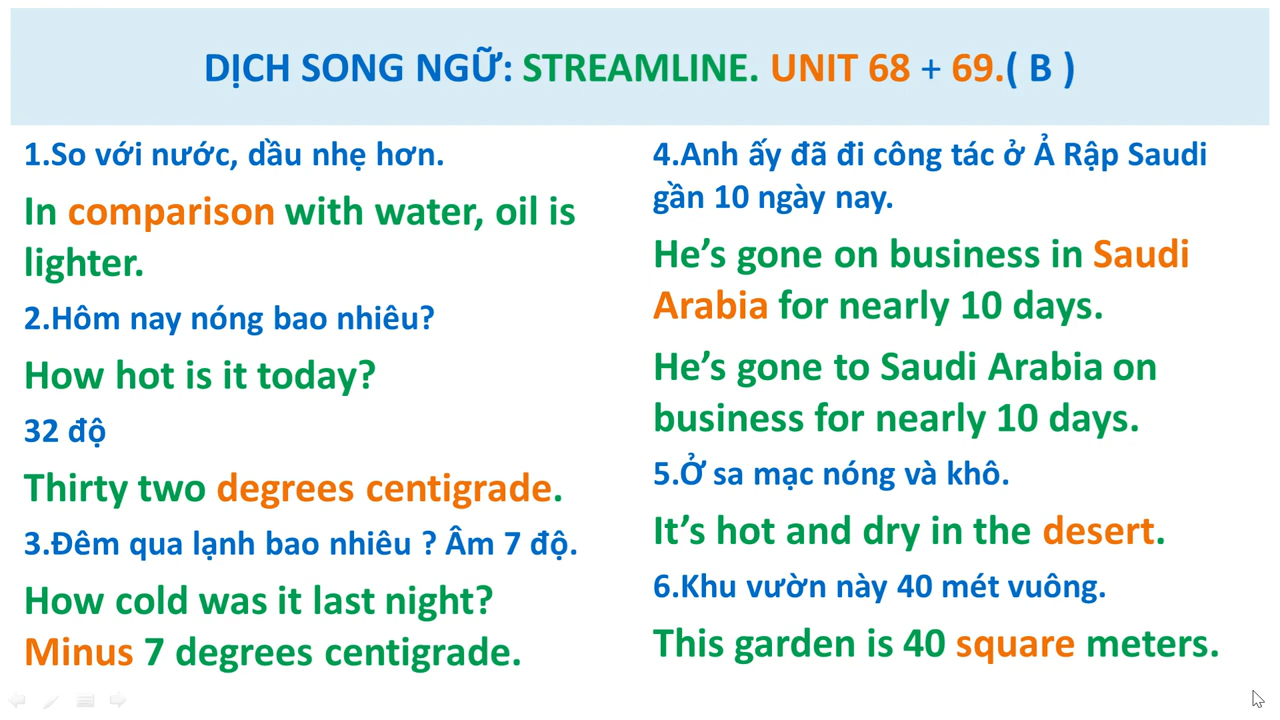 DỊCH SONG NGỮ: STREAMLINE. UNIT 68 + 69.( B )
1.So với nước, dầu nhẹ hơn.
In comparison with water, oil is
lighter.
2.Hôm nay nóng bao nhiêu?
How hot is it today?
32 độ
Thirty two degrees centigrade.
3.Đêm qua lạnh bao nhiêu ? Âm 7 độ.
How cold was it last night?
Minus 7 degrees centigrade.
4.Anh ấy đã đi công tác ở Ả Rập Saudi
gần 10 ngày nay.
He’s gone on business in Saudi
Arabia for nearly 10 days.
He’s gone to Saudi Arabia on
business for nearly 10 days.
5.Ở sa mạc nóng và khô.
It’s hot and dry in the desert.
6.Khu vườn này 40 mét vuông.
This garden is 40 square meters.